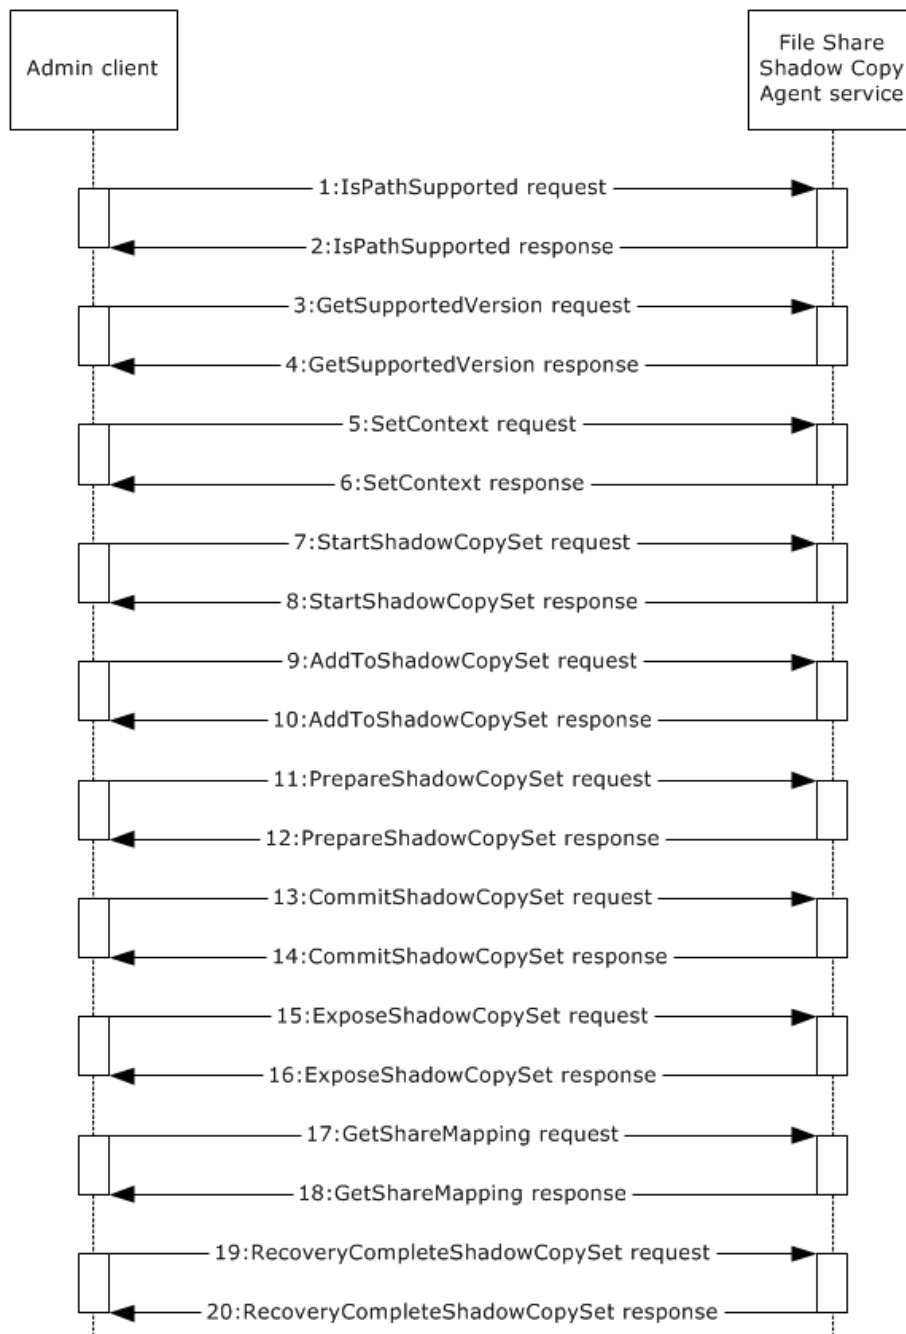 Admin client
File Share
Shadow Copy
Agent service
1:IsPathSupported request
2:IsPathSupported response
3:GetSupportedVersion request
4:GetSupportedVersion response
5:SetContext request
6:SetContext response
7:StartShadowCopySet request
8:StartShadowCopySet response
9:AddToShadowCopySet request
10:AddToShadowCopySet response
11:PrepareShadowCopySet request
12:PrepareShadowCopySet response
13:CommitShadowCopySet request
14:CommitShadowCopySet response
15:ExposeShadowCopySet request
16:ExposeShadowCopySet response
17:GetShareMapping request
18:GetShareMapping response
19:RecoveryCompleteShadowCopySet request
20:RecoveryCompleteShadowCopySet response